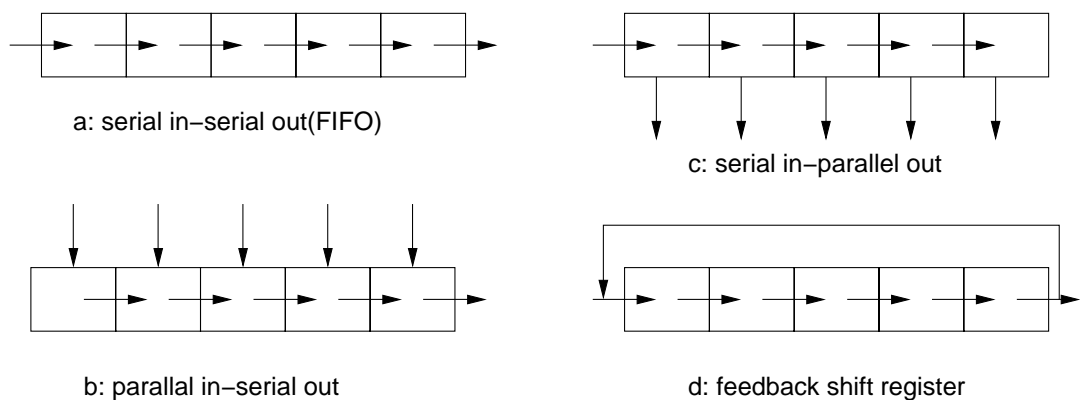 a: serial in−serial out(FIFO)
c: serial in−parallel out
b: parallal in−serial out
d: feedback shift register